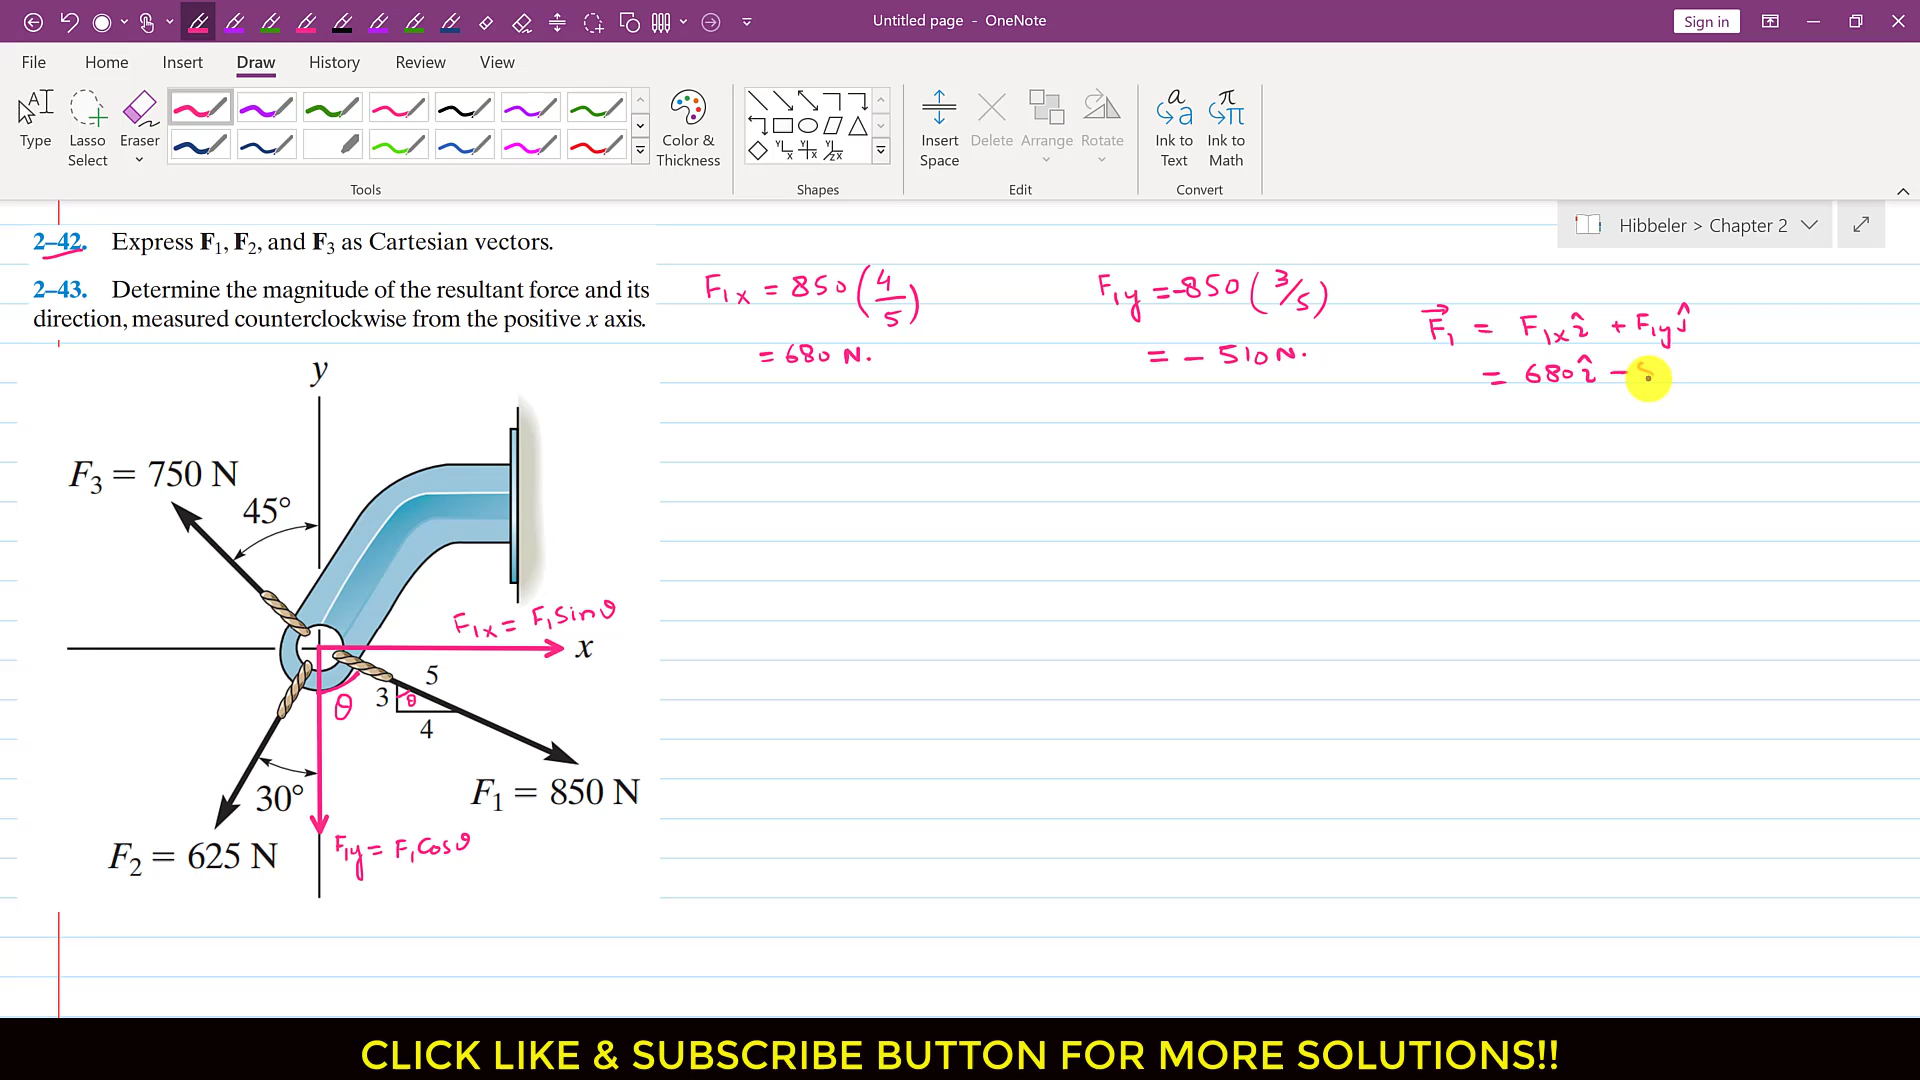 Untitled page - OneNote
Sign in
File Home Insert Draw History Review View
Type
Lasso Select
Eraser
Color & Thickness
Insert Space
Delete
Arrange
Rotate
Ink to Text
Ink to Math
Tools
Shapes
Edit
Convert
Hibbeler > Chapter 2
2–42. Express F₁, F₂, and F₃ as Cartesian vectors.
2–43. Determine the magnitude of the resultant force and its
direction, measured counterclockwise from the positive x axis.
F₁x = 850 (4/5)
= 680 N.
F₁y = -850 (3/5)
= - 510 N.
F⃗₁ = F₁x î + F₁y ĵ
= 680 î - 5
y
F₃ = 750 N
45°
F₁x = F₁ sinθ
x
5
3
θ
4
θ
30°
F₁ = 850 N
F₂ = 625 N
F₁y = F₁ Cosθ
CLICK LIKE & SUBSCRIBE BUTTON FOR MORE SOLUTIONS!!